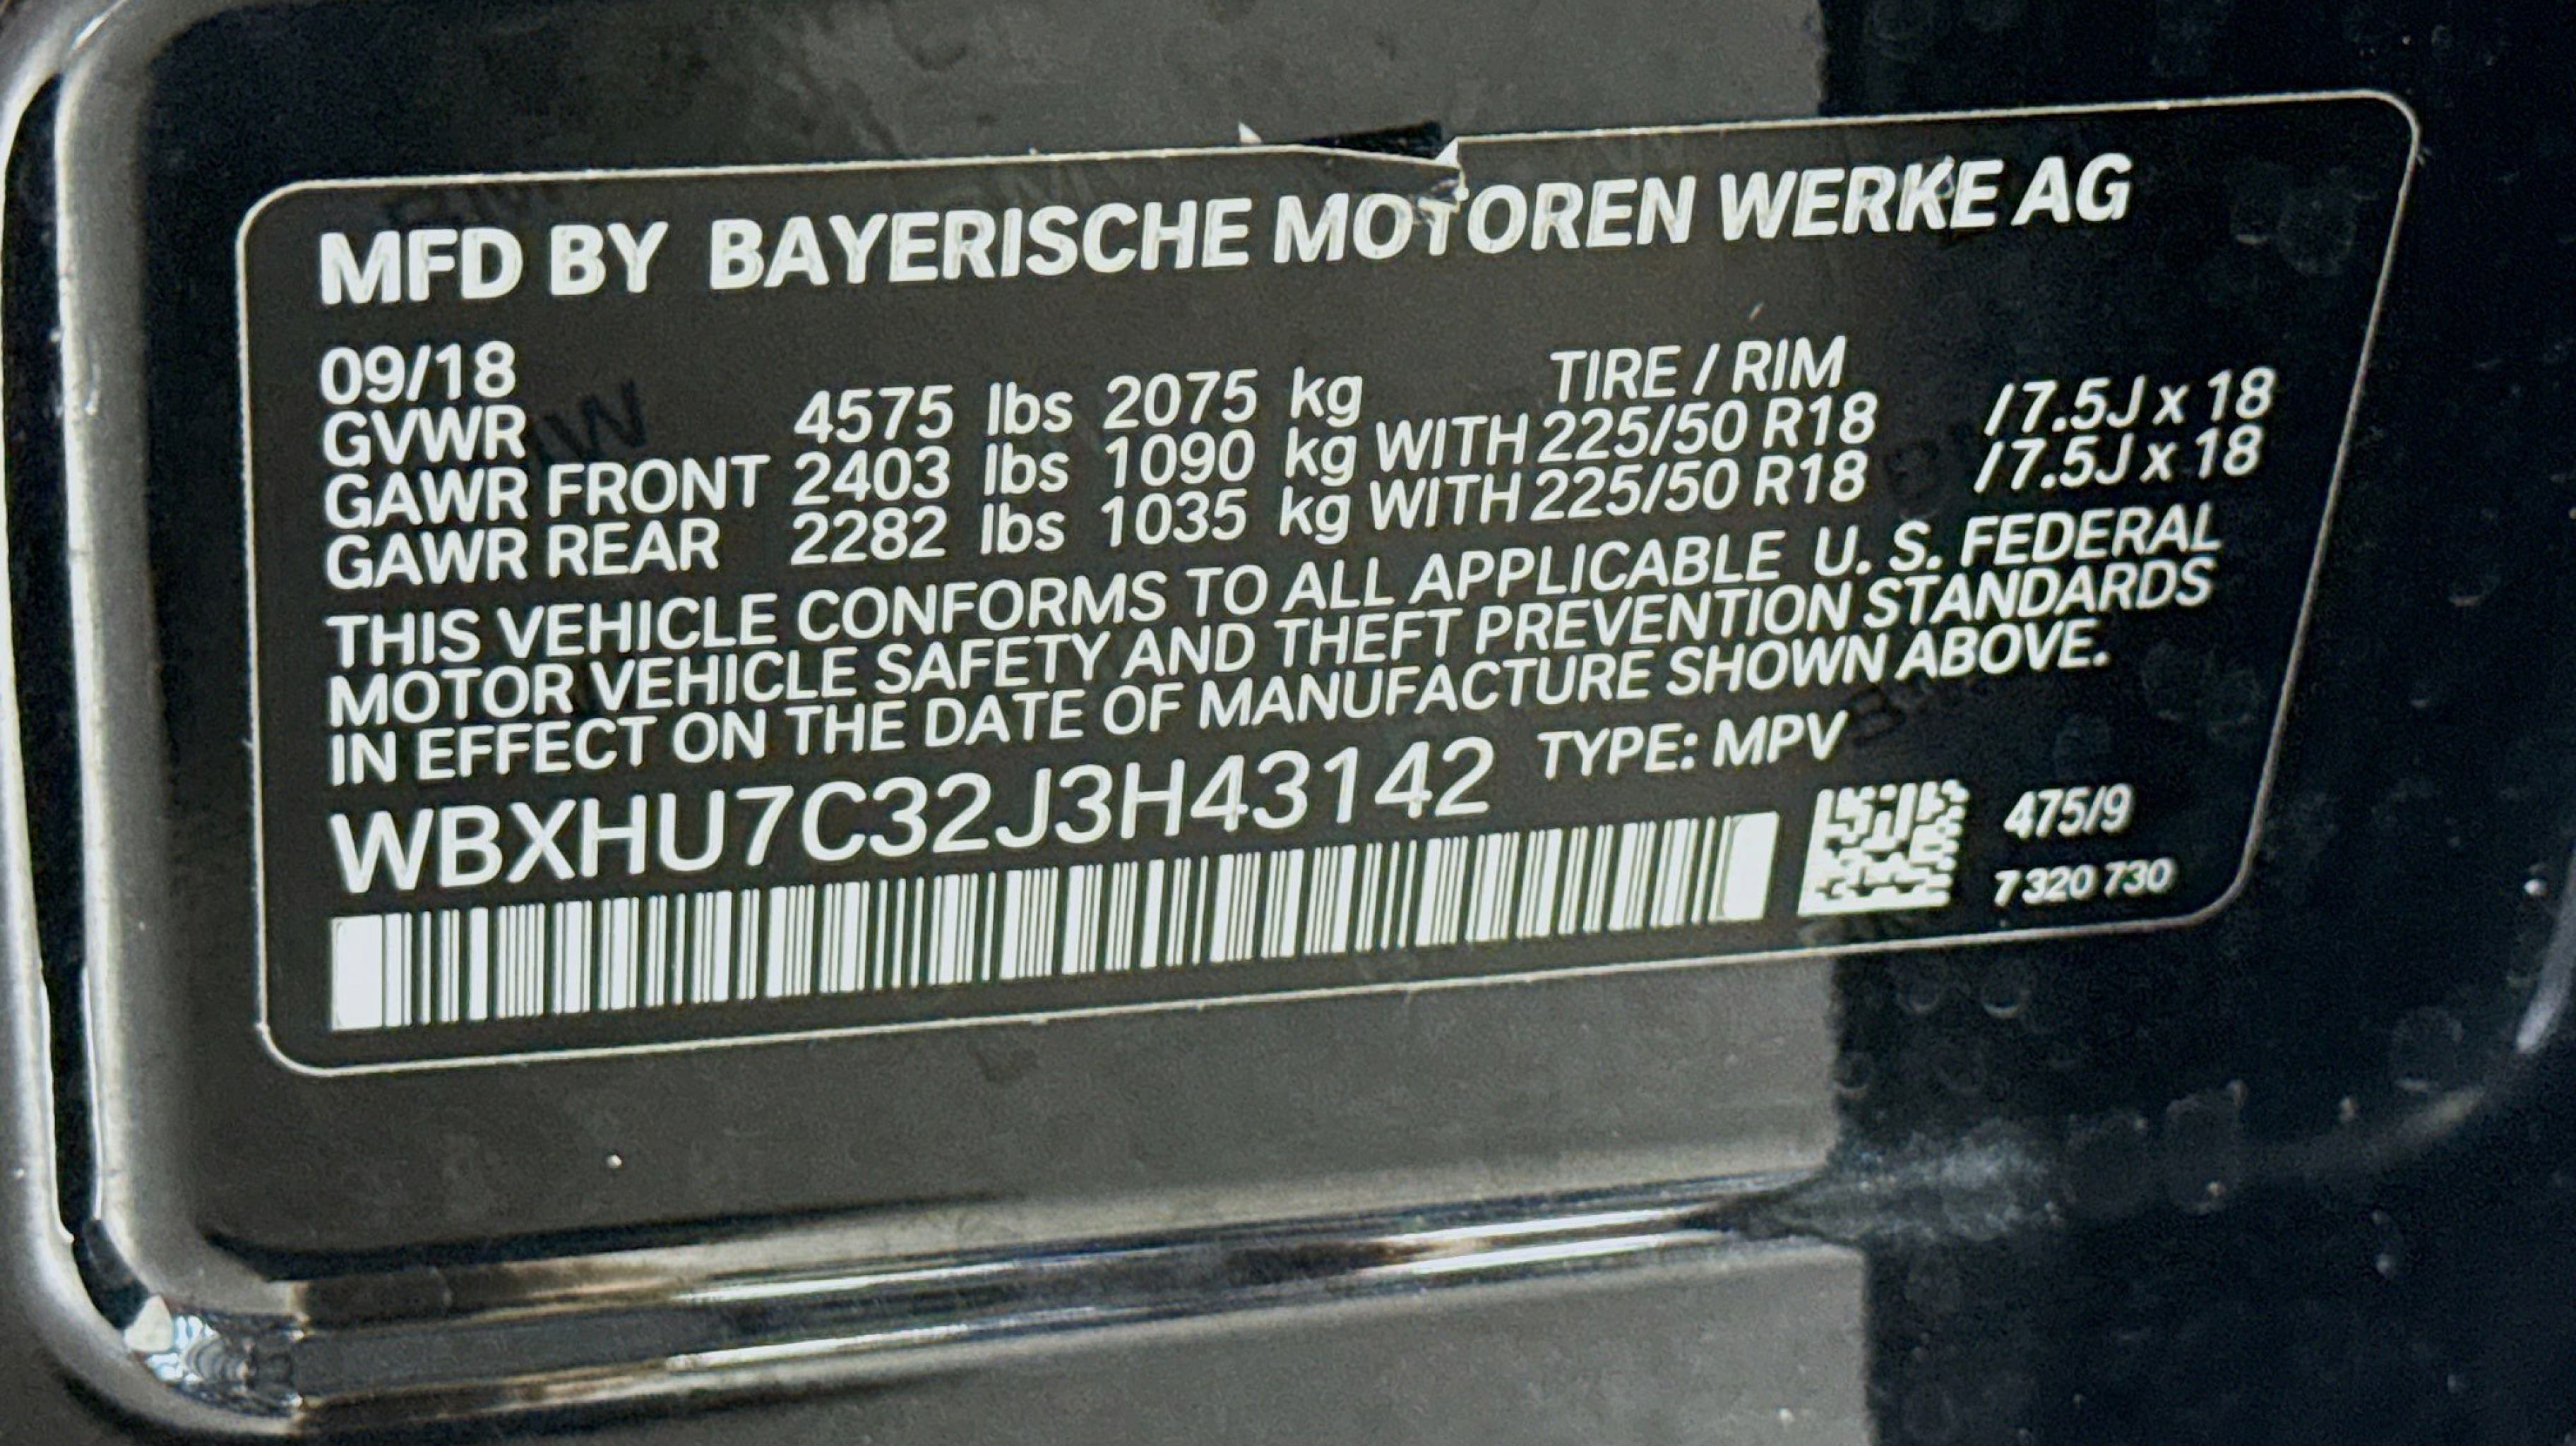 MFD BY BAYERISCHE MOTOREN WERKE AG
09/18 TIRE / RIM
GVWR 4575 lbs 2075 kg
GAWR FRONT 2403 lbs 1090 kg WITH 225/50 R18 /7.5J x 18
GAWR REAR 2282 lbs 1035 kg WITH 225/50 R18 /7.5J x 18
THIS VEHICLE CONFORMS TO ALL APPLICABLE U. S. FEDERAL
MOTOR VEHICLE SAFETY AND THEFT PREVENTION STANDARDS
IN EFFECT ON THE DATE OF MANUFACTURE SHOWN ABOVE.
WBXHU7C32J3H43142 TYPE: MPV
475/9
7 320 730